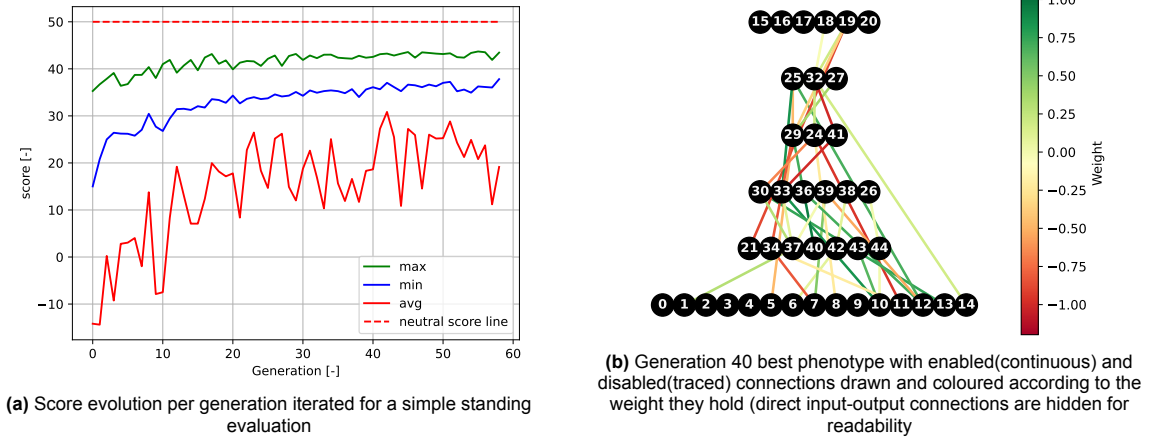 50
40
30
20
10
0
−10
score [-]
0 10 20 30 40 50 60
Generation [-]
max
min
avg
neutral score line
(a) Score evolution per generation iterated for a simple standing
evaluation
15 16 17 18 19 20
25 32 27
29 24 41
30 33 36 39 38 26
21 34 37 40 42 43 44
0 1 2 3 4 5 6 7 8 9 10 11 12 13 14
1.00
0.75
0.50
0.25
0.00
−0.25
−0.50
−0.75
−1.00
Weight
(b) Generation 40 best phenotype with enabled(continuous) and
disabled(traced) connections drawn and coloured according to the
weight they hold (direct input-output connections are hidden for
readability